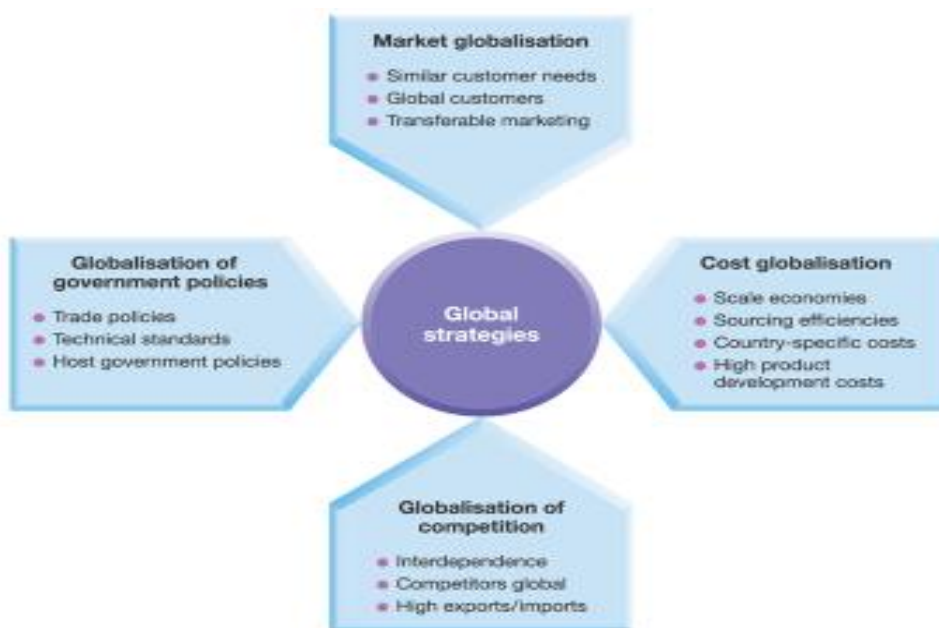 Market globalisation
Similar customer needs
Global customers
Transferable marketing
Globalisation of
government policies
Trade policies
Technical standards
Host government policies
Global
strategies
Cost globalisation
Scale economies
Sourcing efficiencies
Country-specific costs
High product
development costs
Globalisation of
competition
Interdependence
Competitors global
High exports/imports